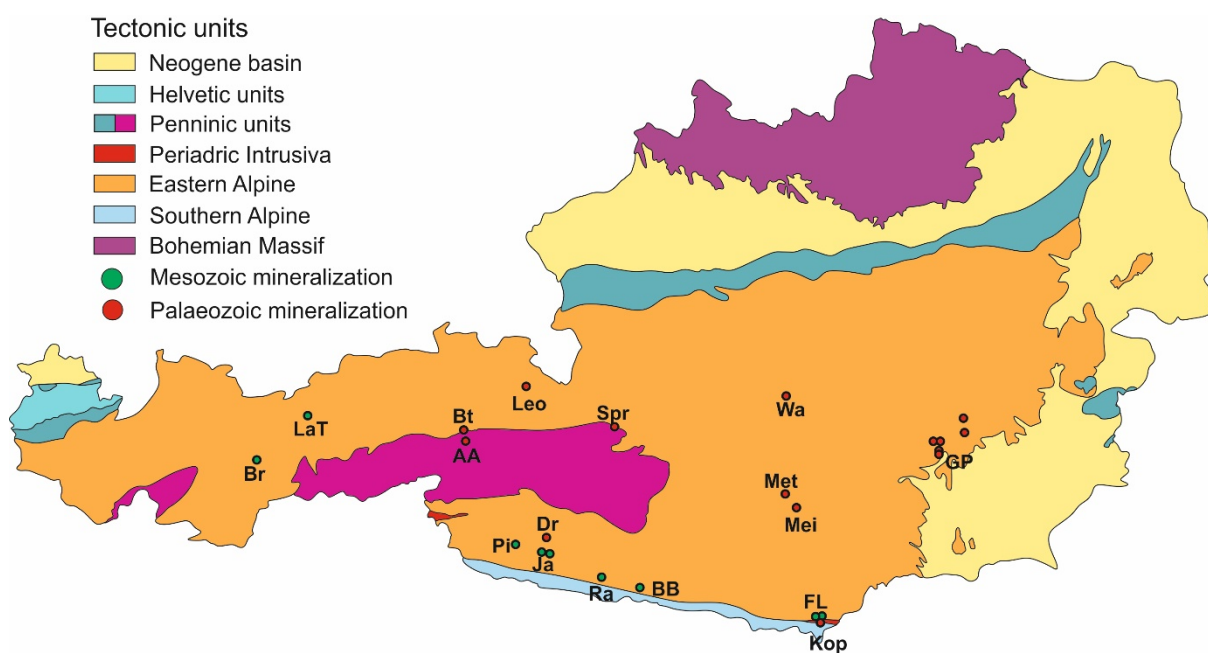 Tectonic units
Neogene basin
Helvetic units
Penninic units
Periadric Intrusiva
Eastern Alpine
Southern Alpine
Bohemian Massif
Mesozoic mineralization
Palaeozoic mineralization
Leo
LaT
Bt
Spr
Wa
AA
Br
GP
Met
Mei
Dr
Pi
Ja
Ra
BB
FL
Kop